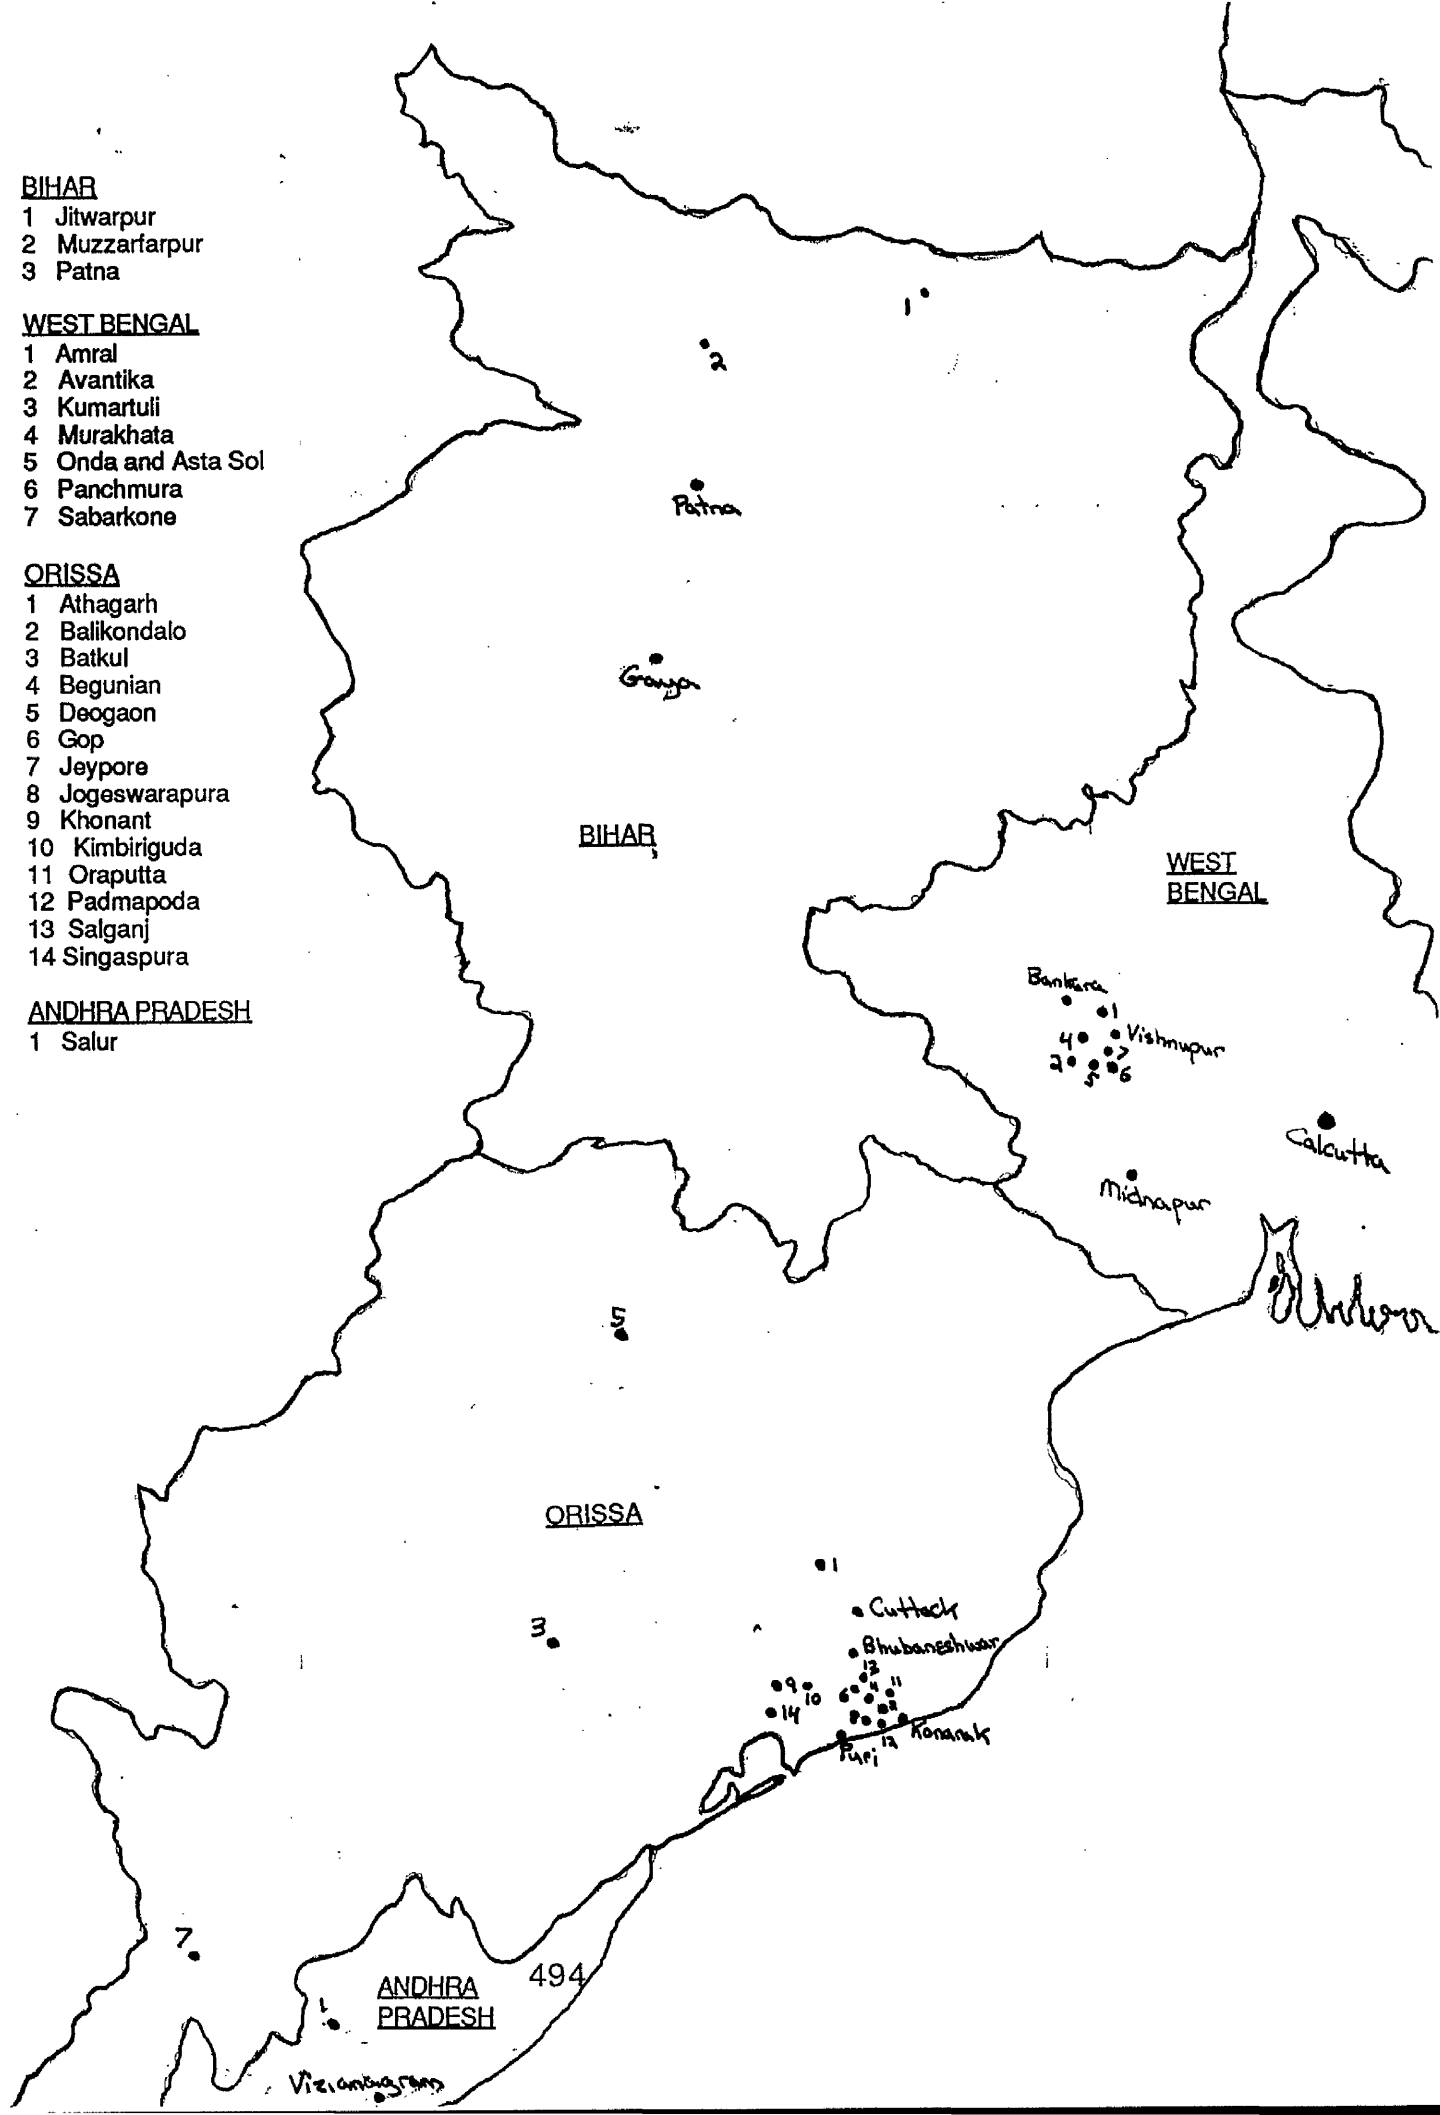 BIHAR
1 Jitwarpur
2 Muzzarfarpur
3 Patna
WEST BENGAL
1 Amral
2 Avantika
3 Kumartuli
4 Murakhata
5 Onda and Asta Sol
6 Panchmura
7 Sabarkone
ORISSA
1 Athagarh
2 Balikondalo
3 Batkul
4 Begunian
5 Deogaon
6 Gop
7 Jeypore
8 Jogeswarapura
9 Khonant
10 Kimbiriguda
11 Oraputta
12 Padmapoda
13 Salganj
14 Singaspura
ANDHRA PRADESH
1 Salur
1
2
Patna
Gaya
BIHAR
WEST
BENGAL
Bankura
1
Vishnupur
4
7
2
5
6
Calcutta
Midnapur
5
ORISSA
1
Cuttack
3
Bhubaneshwar
13
9
10
6
4
11
14
8
2
12
Konarak
Puri
7
494
ANDHRA
PRADESH
1
Vizianagram